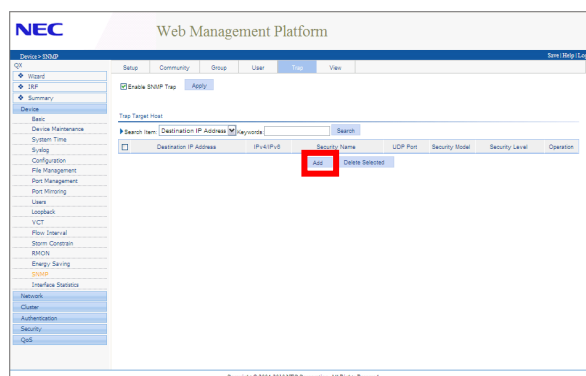 NEC
Web Management Platform
Device > SNMP
Save | Help | Lo
QX
Wizard
IRF
Summary
Device
Basic
Device Maintenance
System Time
Syslog
Configuration
File Management
Port Management
Port Mirroring
Users
Loopback
VCT
Flow Interval
Storm Constrain
RMON
Energy Saving
SNMP
Interface Statistics
Network
Cluster
Authentication
Security
QoS
Setup Community Group User Trap View
Enable SNMP Trap Apply
Trap Target Host
Search Item: Destination IP Address Keywords: Search
Destination IP Address IPv4/IPv6 Security Name UDP Port Security Model Security Level Operation
Add Delete Selected